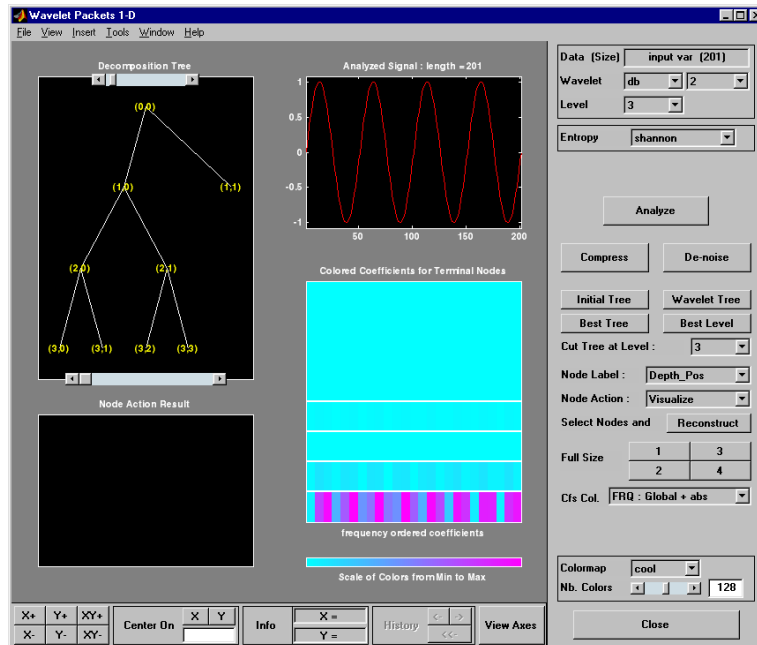 Wavelet Packets 1-D
File View Insert Tools Window Help
Decomposition Tree
(0,0)
(1,0) (1,1)
(2,0) (2,1)
(3,0) (3,1) (3,2) (3,3)
Node Action Result
Analyzed Signal : length = 201
1
0.5
0
-0.5
-1
50 100 150 200
Colored Coefficients for Terminal Nodes
frequency ordered coefficients
Scale of Colors from Min to Max
Data (Size) input var (201)
Wavelet db 2
Level 3
Entropy shannon
Analyze
Compress De-noise
Initial Tree Wavelet Tree
Best Tree Best Level
Cut Tree at Level : 3
Node Label : Depth_Pos
Node Action : Visualize
Select Nodes and Reconstruct
Full Size 1 3
2 4
Cfs Col. FRQ : Global + abs
Colormap cool
Nb. Colors 128
Close
X+ Y+ XY+
X- Y- XY-
Center On X Y
Info X =
Y =
History <- ->
<<-
View Axes